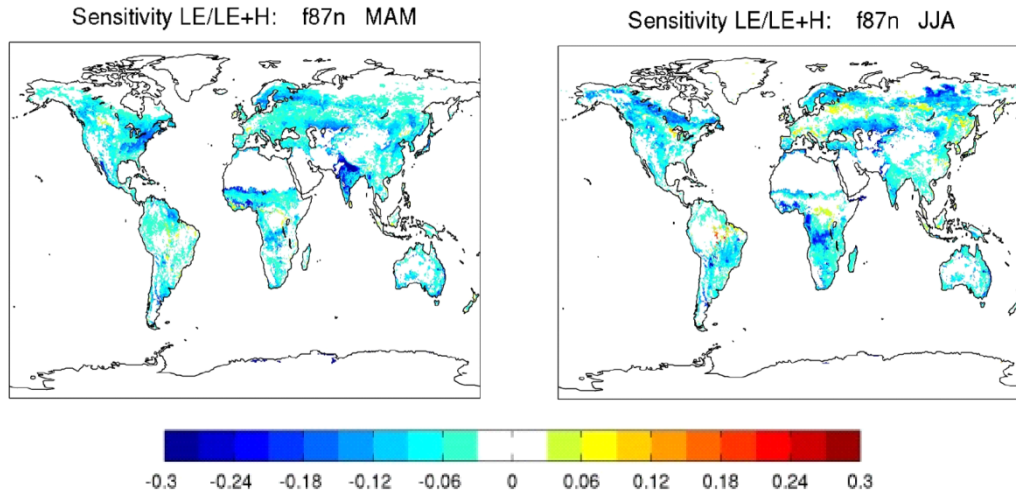 Sensitivity LE/LE+H: f87n MAM
Sensitivity LE/LE+H: f87n JJA
-0.3 -0.24 -0.18 -0.12 -0.06 0 0.06 0.12 0.18 0.24 0.3